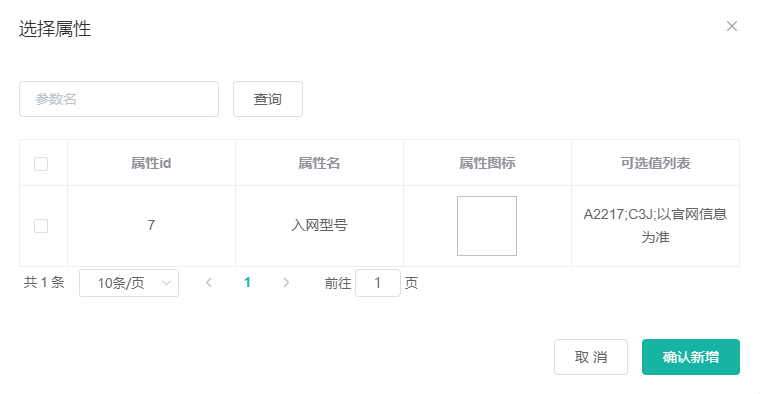 选择属性
参数名 查询
属性id 属性名 属性图标 可选值列表
7 入网型号 A2217;C3J;以官网信息
为准
共 1 条 10条/页 1 前往 1 页
取 消 确认新增